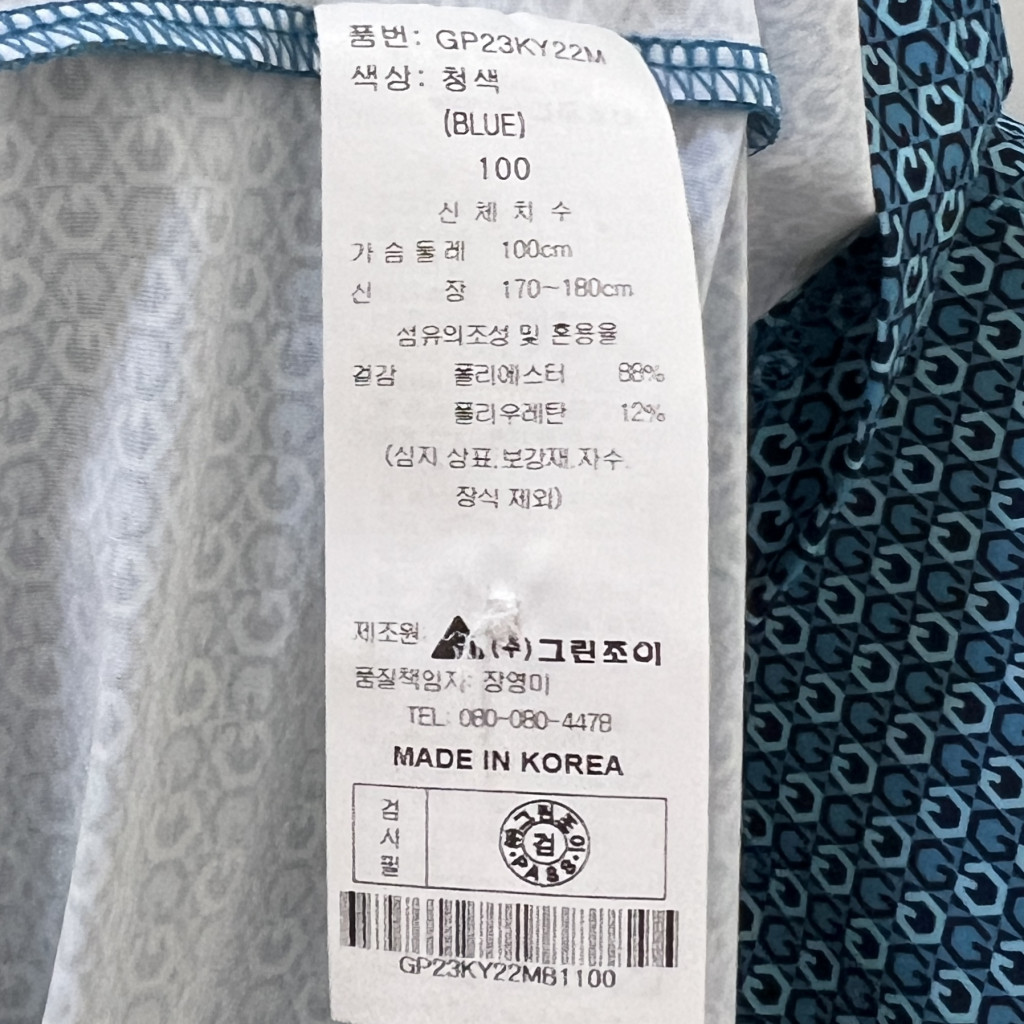 품번: GP23KY22M
색상: 청색
(BLUE)
100
신 체 치 수
가슴둘레 100cm
신 장 170~180cm
섬유의조성 및 혼용율
겉감 폴리에스터 88%
폴리우레탄 12%
(심지.상표.보강재.자수.
장식 제외)
제조원 (주)그린조이
품질책임자: 장영미
TEL: 080-080-4478
MADE IN KOREA
검사필
그린조이
검
PASS
GP23KY22MB1100